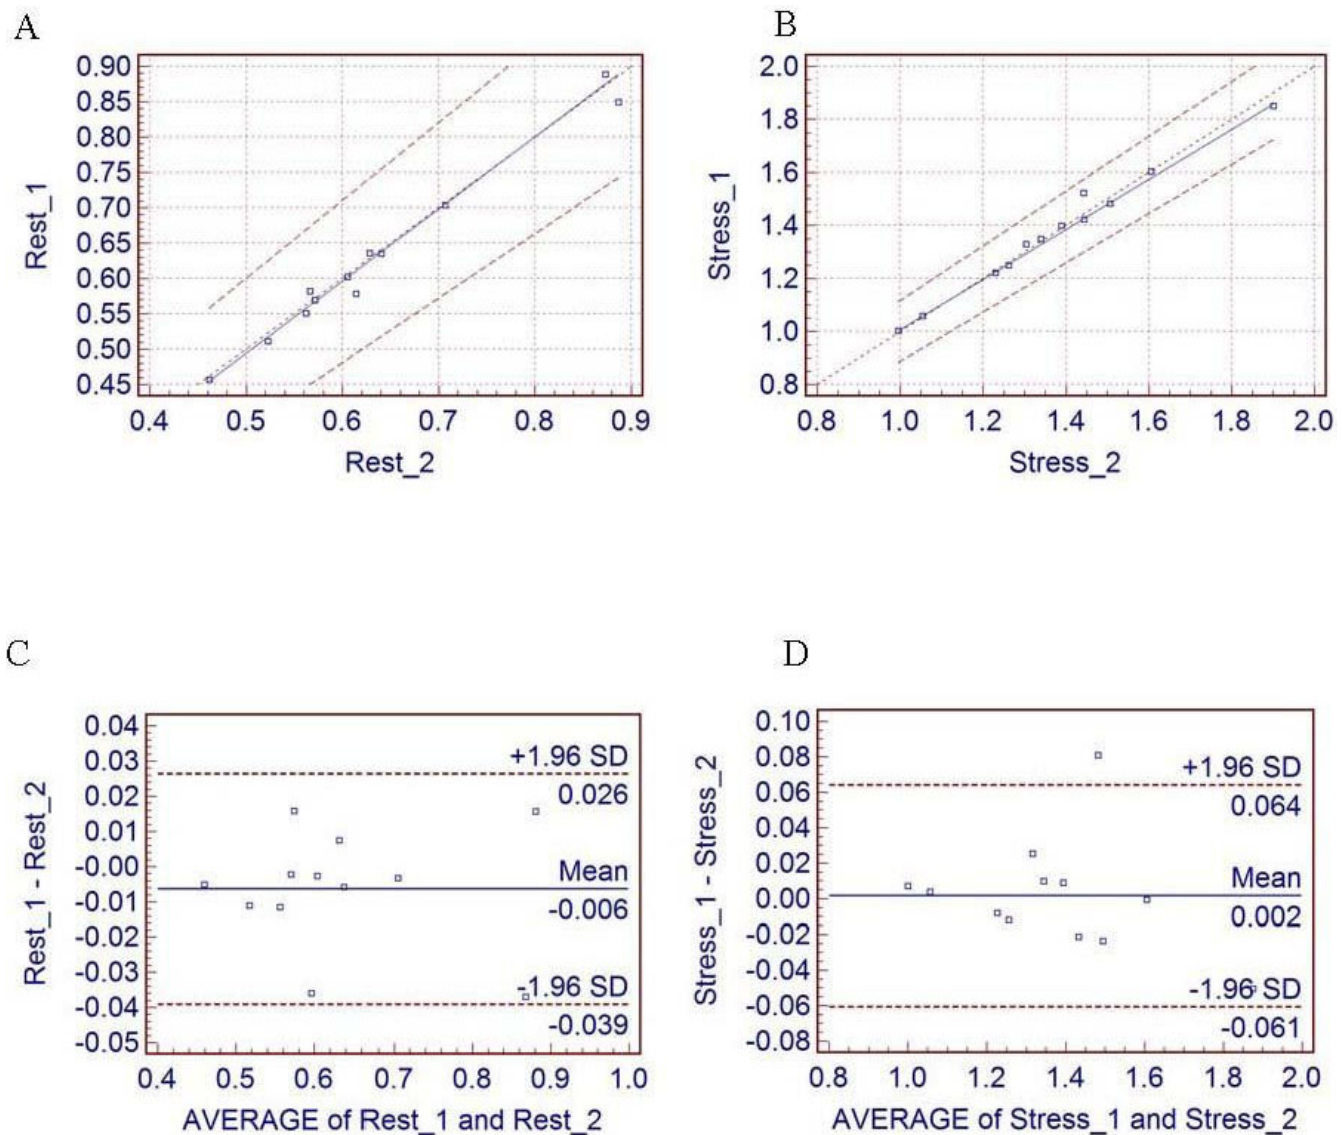 A
0.90
0.85
0.80
0.75
0.70
0.65
0.60
0.55
0.50
0.45
Rest_1
0.4 0.5 0.6 0.7 0.8 0.9
Rest_2
B
2.0
1.8
1.6
1.4
1.2
1.0
0.8
Stress_1
0.8 1.0 1.2 1.4 1.6 1.8 2.0
Stress_2
C
0.04
0.03
0.02
0.01
-0.00
-0.01
-0.02
-0.03
-0.04
-0.05
Rest_1 - Rest_2
+1.96 SD
0.026
Mean
-0.006
-1.96 SD
-0.039
0.4 0.5 0.6 0.7 0.8 0.9 1.0
AVERAGE of Rest_1 and Rest_2
D
0.10
0.08
0.06
0.04
0.02
0.00
-0.02
-0.04
-0.06
-0.08
Stress_1 - Stress_2
+1.96 SD
0.064
Mean
0.002
-1.96 SD
-0.061
0.8 1.0 1.2 1.4 1.6 1.8 2.0
AVERAGE of Stress_1 and Stress_2